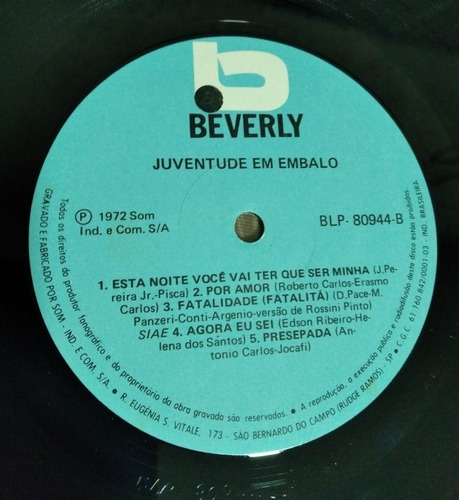 b
BEVERLY
JUVENTUDE EM EMBALO
Ⓟ 1972 Som
Ind. e Com. S/A
BLP- 80944-B
1. ESTA NOITE VOCÊ VAI TER QUE SER MINHA (J.Pe-
reira Jr.-Pisca) 2. POR AMOR (Roberto Carlos-Erasmo
Carlos) 3. FATALIDADE (FATALITÀ) (D.Pace-M.
Panzeri-Conti-Argenio-versão de Rossini Pinto)
SIAE 4. AGORA EU SEI (Edson Ribeiro-He-
lena dos Santos) 5. PRESEPADA (An-
tonio Carlos-Jocafi)
Todos os direitos do produtor fonográfico e do proprietário da obra gravada são reservados. • A reprodução, a execução pública e radiodifusão deste disco estão proibidas.
GRAVADO E FABRICADO POR SOM - IND. E COM. S/A. • R. EUGÊNIA S. VITALE, 173 - SÃO BERNARDO DO CAMPO (RUDGE RAMOS) - SP • C.G.C 61 160 842/0001-03 - IND. BRASILEIRA